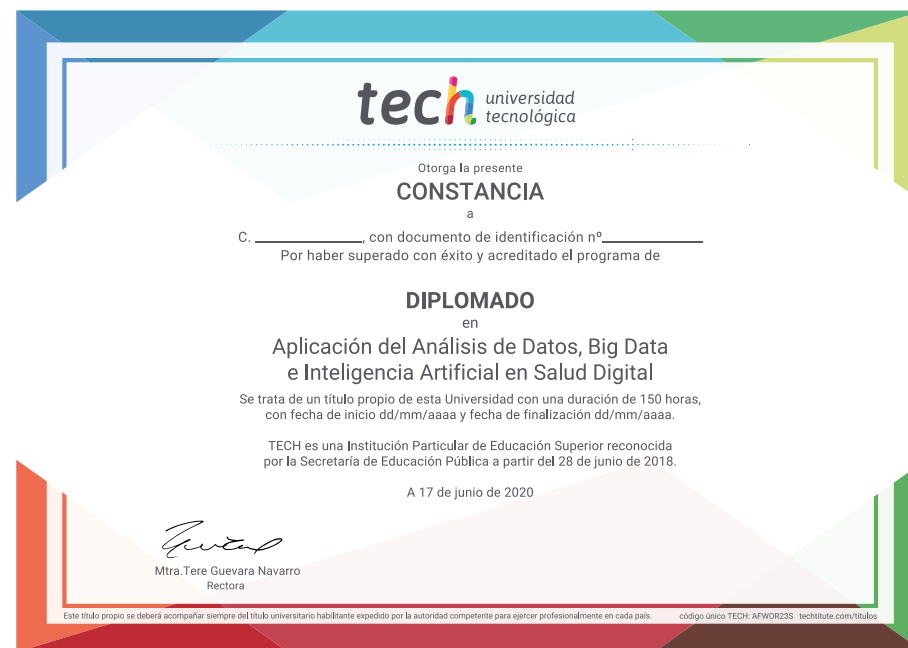 tech universidad
tecnológica
Otorga la presente
CONSTANCIA
a
C. ____________, con documento de identificación nº____________
Por haber superado con éxito y acreditado el programa de
DIPLOMADO
en
Aplicación del Análisis de Datos, Big Data
e Inteligencia Artificial en Salud Digital
Se trata de un título propio de esta Universidad con una duración de 150 horas,
con fecha de inicio dd/mm/aaaa y fecha de finalización dd/mm/aaaa.
TECH es una Institución Particular de Educación Superior reconocida
por la Secretaría de Educación Pública a partir del 28 de junio de 2018.
A 17 de junio de 2020
Mtra.Tere Guevara Navarro
Rectora
Este título propio se deberá acompañar siempre del título universitario habilitante expedido por la autoridad competente para ejercer profesionalmente en cada país. código único TECH: AFWOR23S techtitute.com/titulos